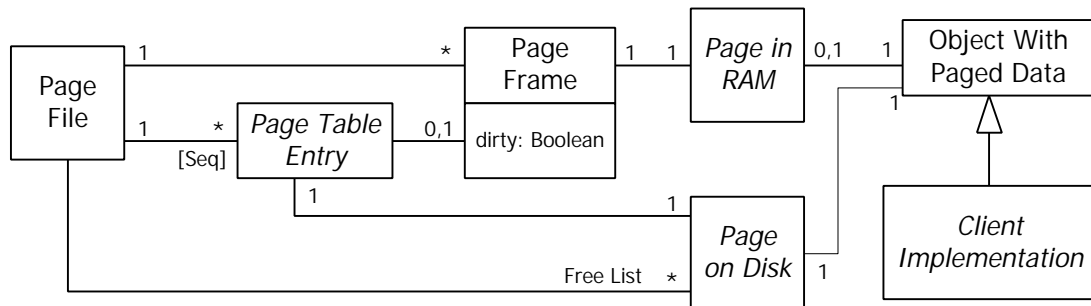 Page
File
1
*
Page
Frame
1
1
Page in
RAM
0,1
1
Object With
Paged Data
1
*
[Seq]
Page Table
Entry
0,1
dirty: Boolean
1
1
1
Page
on Disk
1
Client
Implementation
Free List
*